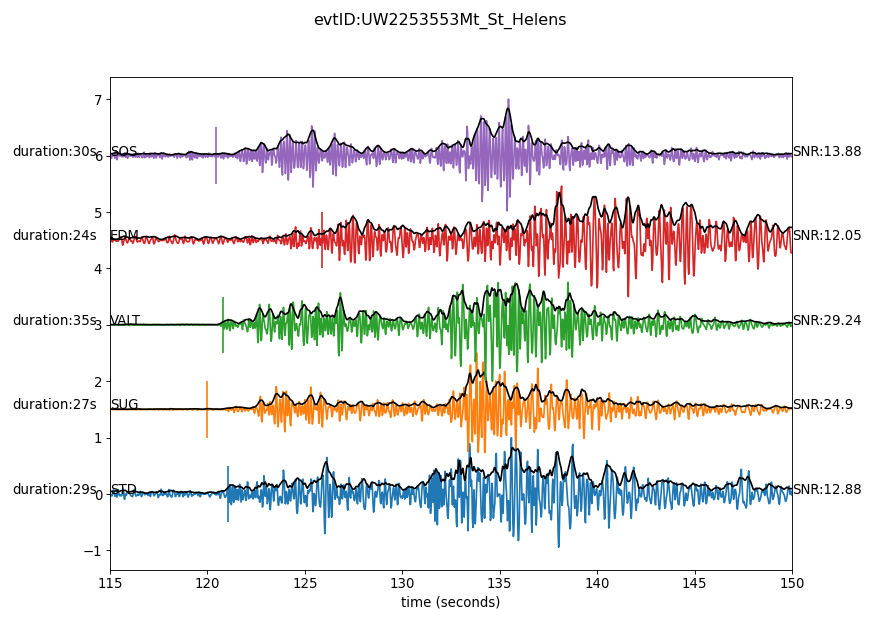 evtID:UW2253553Mt_St_Helens
7
duration:30s SOS SNR:13.88
6
5
duration:24s EDM SNR:12.05
4
duration:35s VALT SNR:29.24
3
2
duration:27s SUG SNR:24.9
1
duration:29s STD SNR:12.88
0
−1
115 120 125 130 135 140 145 150
time (seconds)